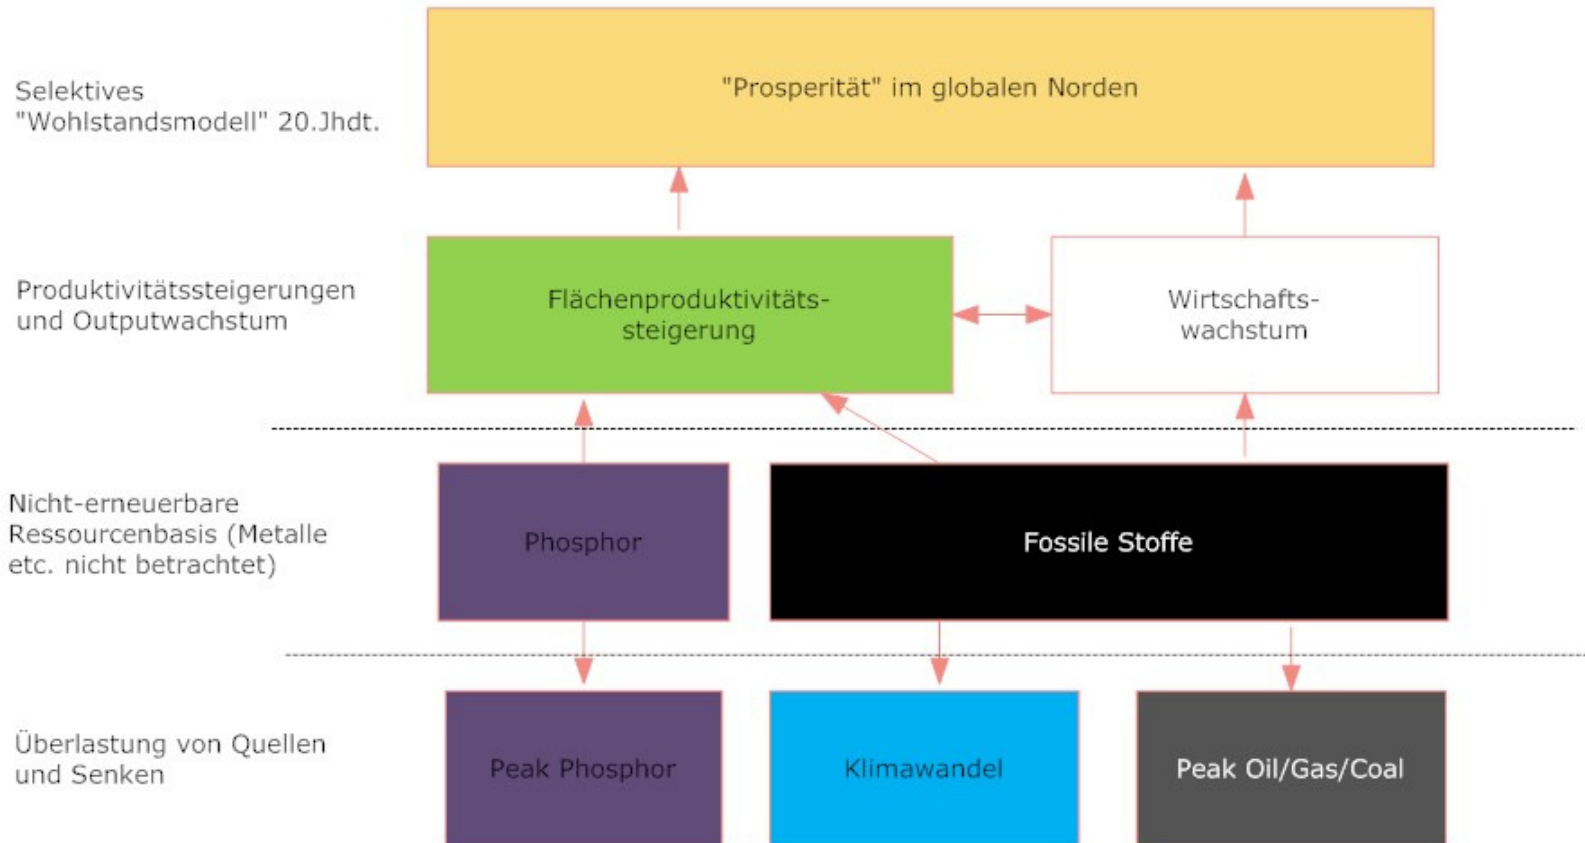 Selektives
"Wohlstandsmodell" 20.Jhdt.
"Prosperität" im globalen Norden
Produktivitätssteigerungen
und Outputwachstum
Flächenproduktivitäts-
steigerung
Wirtschafts-
wachstum
Nicht-erneuerbare
Ressourcenbasis (Metalle
etc. nicht betrachtet)
Phosphor
Fossile Stoffe
Überlastung von Quellen
und Senken
Peak Phosphor
Klimawandel
Peak Oil/Gas/Coal